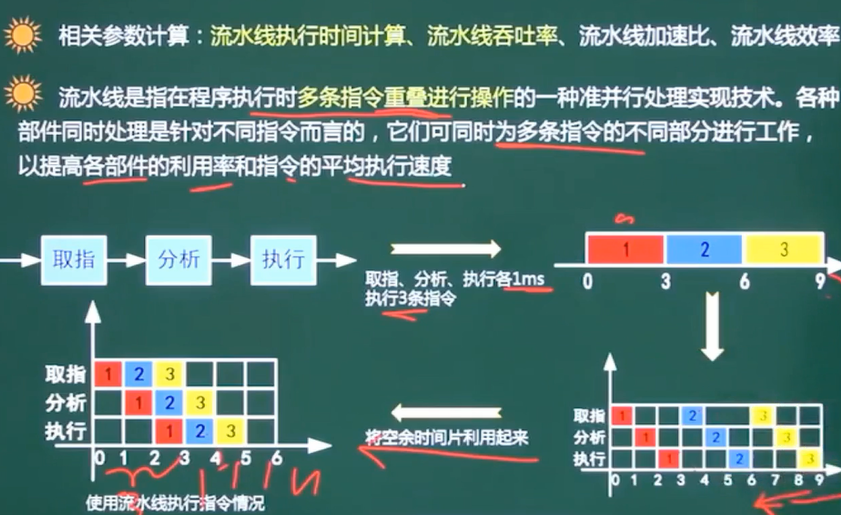 相关参数计算：流水线执行时间计算、流水线吞吐率、流水线加速比、流水线效率
流水线是指在程序执行时多条指令重叠进行操作的一种准并行处理实现技术。各种
部件同时处理是针对不同指令而言的，它们可同时为多条指令的不同部分进行工作，
以提高各部件的利用率和指令的平均执行速度
取指 分析 执行
取指、分析、执行各1ms
执行3条指令
1 2 3
0 3 6 9
取指 1 2 3
分析 1 2 3
执行 1 2 3
0 1 2 3 4 5 6
使用流水线执行指令情况
将空余时间片利用起来
取指 1 2 3
分析 1 2 3
执行 1 2 3
0 1 2 3 4 5 6 7 8 9